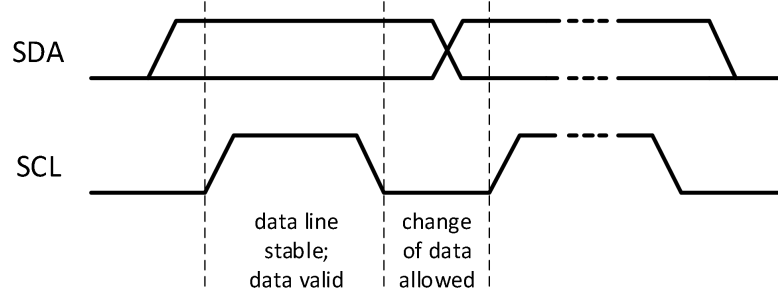 SDA
SCL
data line
stable;
data valid
change
of data
allowed